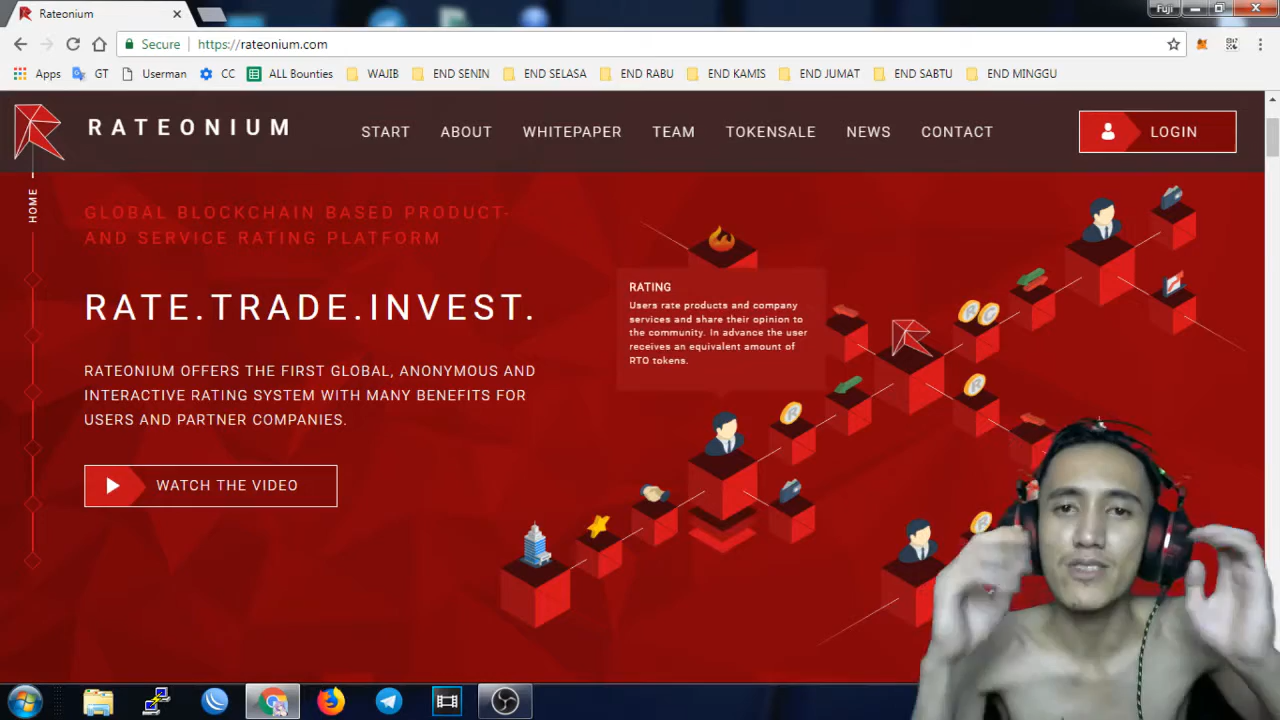 Rateonium
Fuji
Secure
https://rateonium.com
Apps
GT
Userman
CC
ALL Bounties
WAJIB
END SENIN
END SELASA
END RABU
END KAMIS
END JUMAT
END SABTU
END MINGGU
RATEONIUM
START
ABOUT
WHITEPAPER
TEAM
TOKENSALE
NEWS
CONTACT
LOGIN
HOME
GLOBAL BLOCKCHAIN BASED PRODUCT-
AND SERVICE RATING PLATFORM
RATE.TRADE.INVEST.
RATEONIUM OFFERS THE FIRST GLOBAL, ANONYMOUS AND
INTERACTIVE RATING SYSTEM WITH MANY BENEFITS FOR
USERS AND PARTNER COMPANIES.
WATCH THE VIDEO
RATING
Users rate products and company
services and share their opinion to
the community. In advance the user
receives an equivalent amount of
RTO tokens.